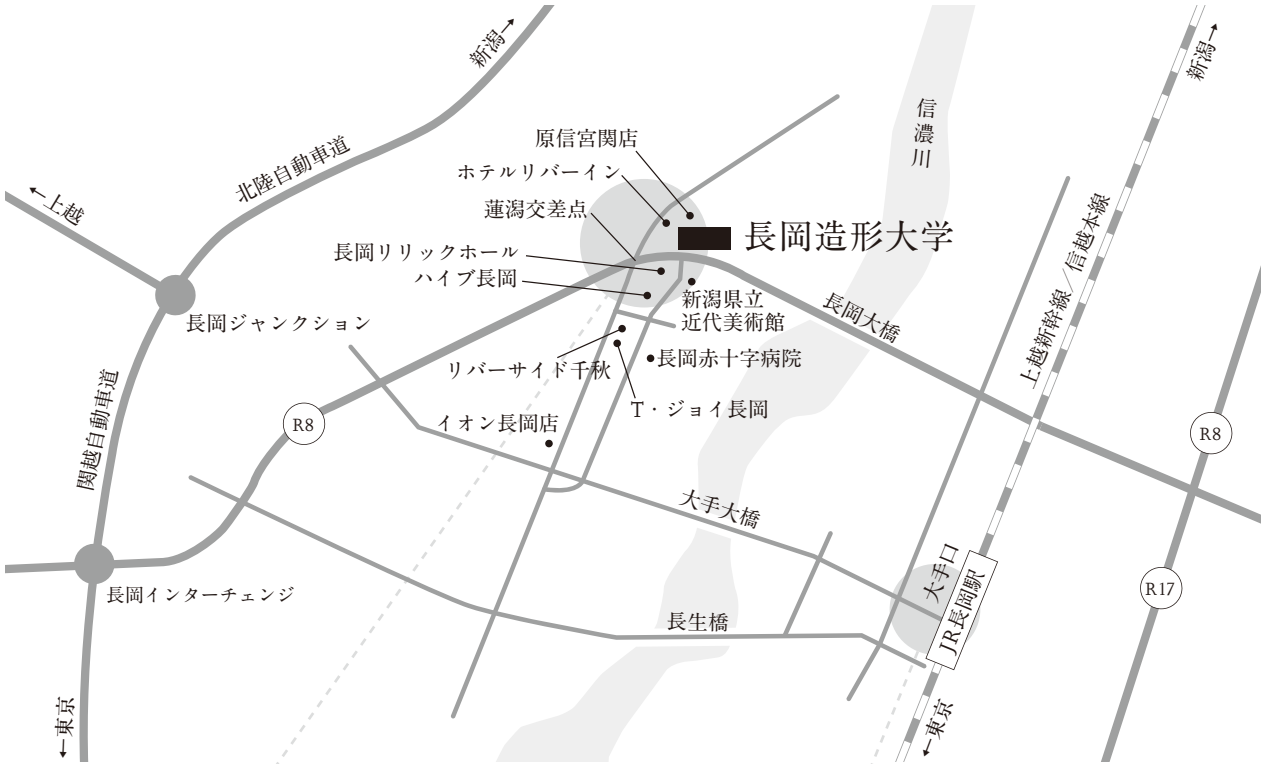 新潟→
新潟→
北陸自動車道
←上越
信濃川
原信宮関店
ホテルリバーイン
蓮潟交差点
長岡造形大学
長岡リリックホール
ハイブ長岡
新潟県立
近代美術館
長岡大橋
上越新幹線／信越本線
長岡ジャンクション
関越自動車道
リバーサイド千秋
長岡赤十字病院
T・ジョイ長岡
イオン長岡店
R8
R8
大手大橋
大手口
JR長岡駅
R17
長岡インターチェンジ
長生橋
←東京
←東京